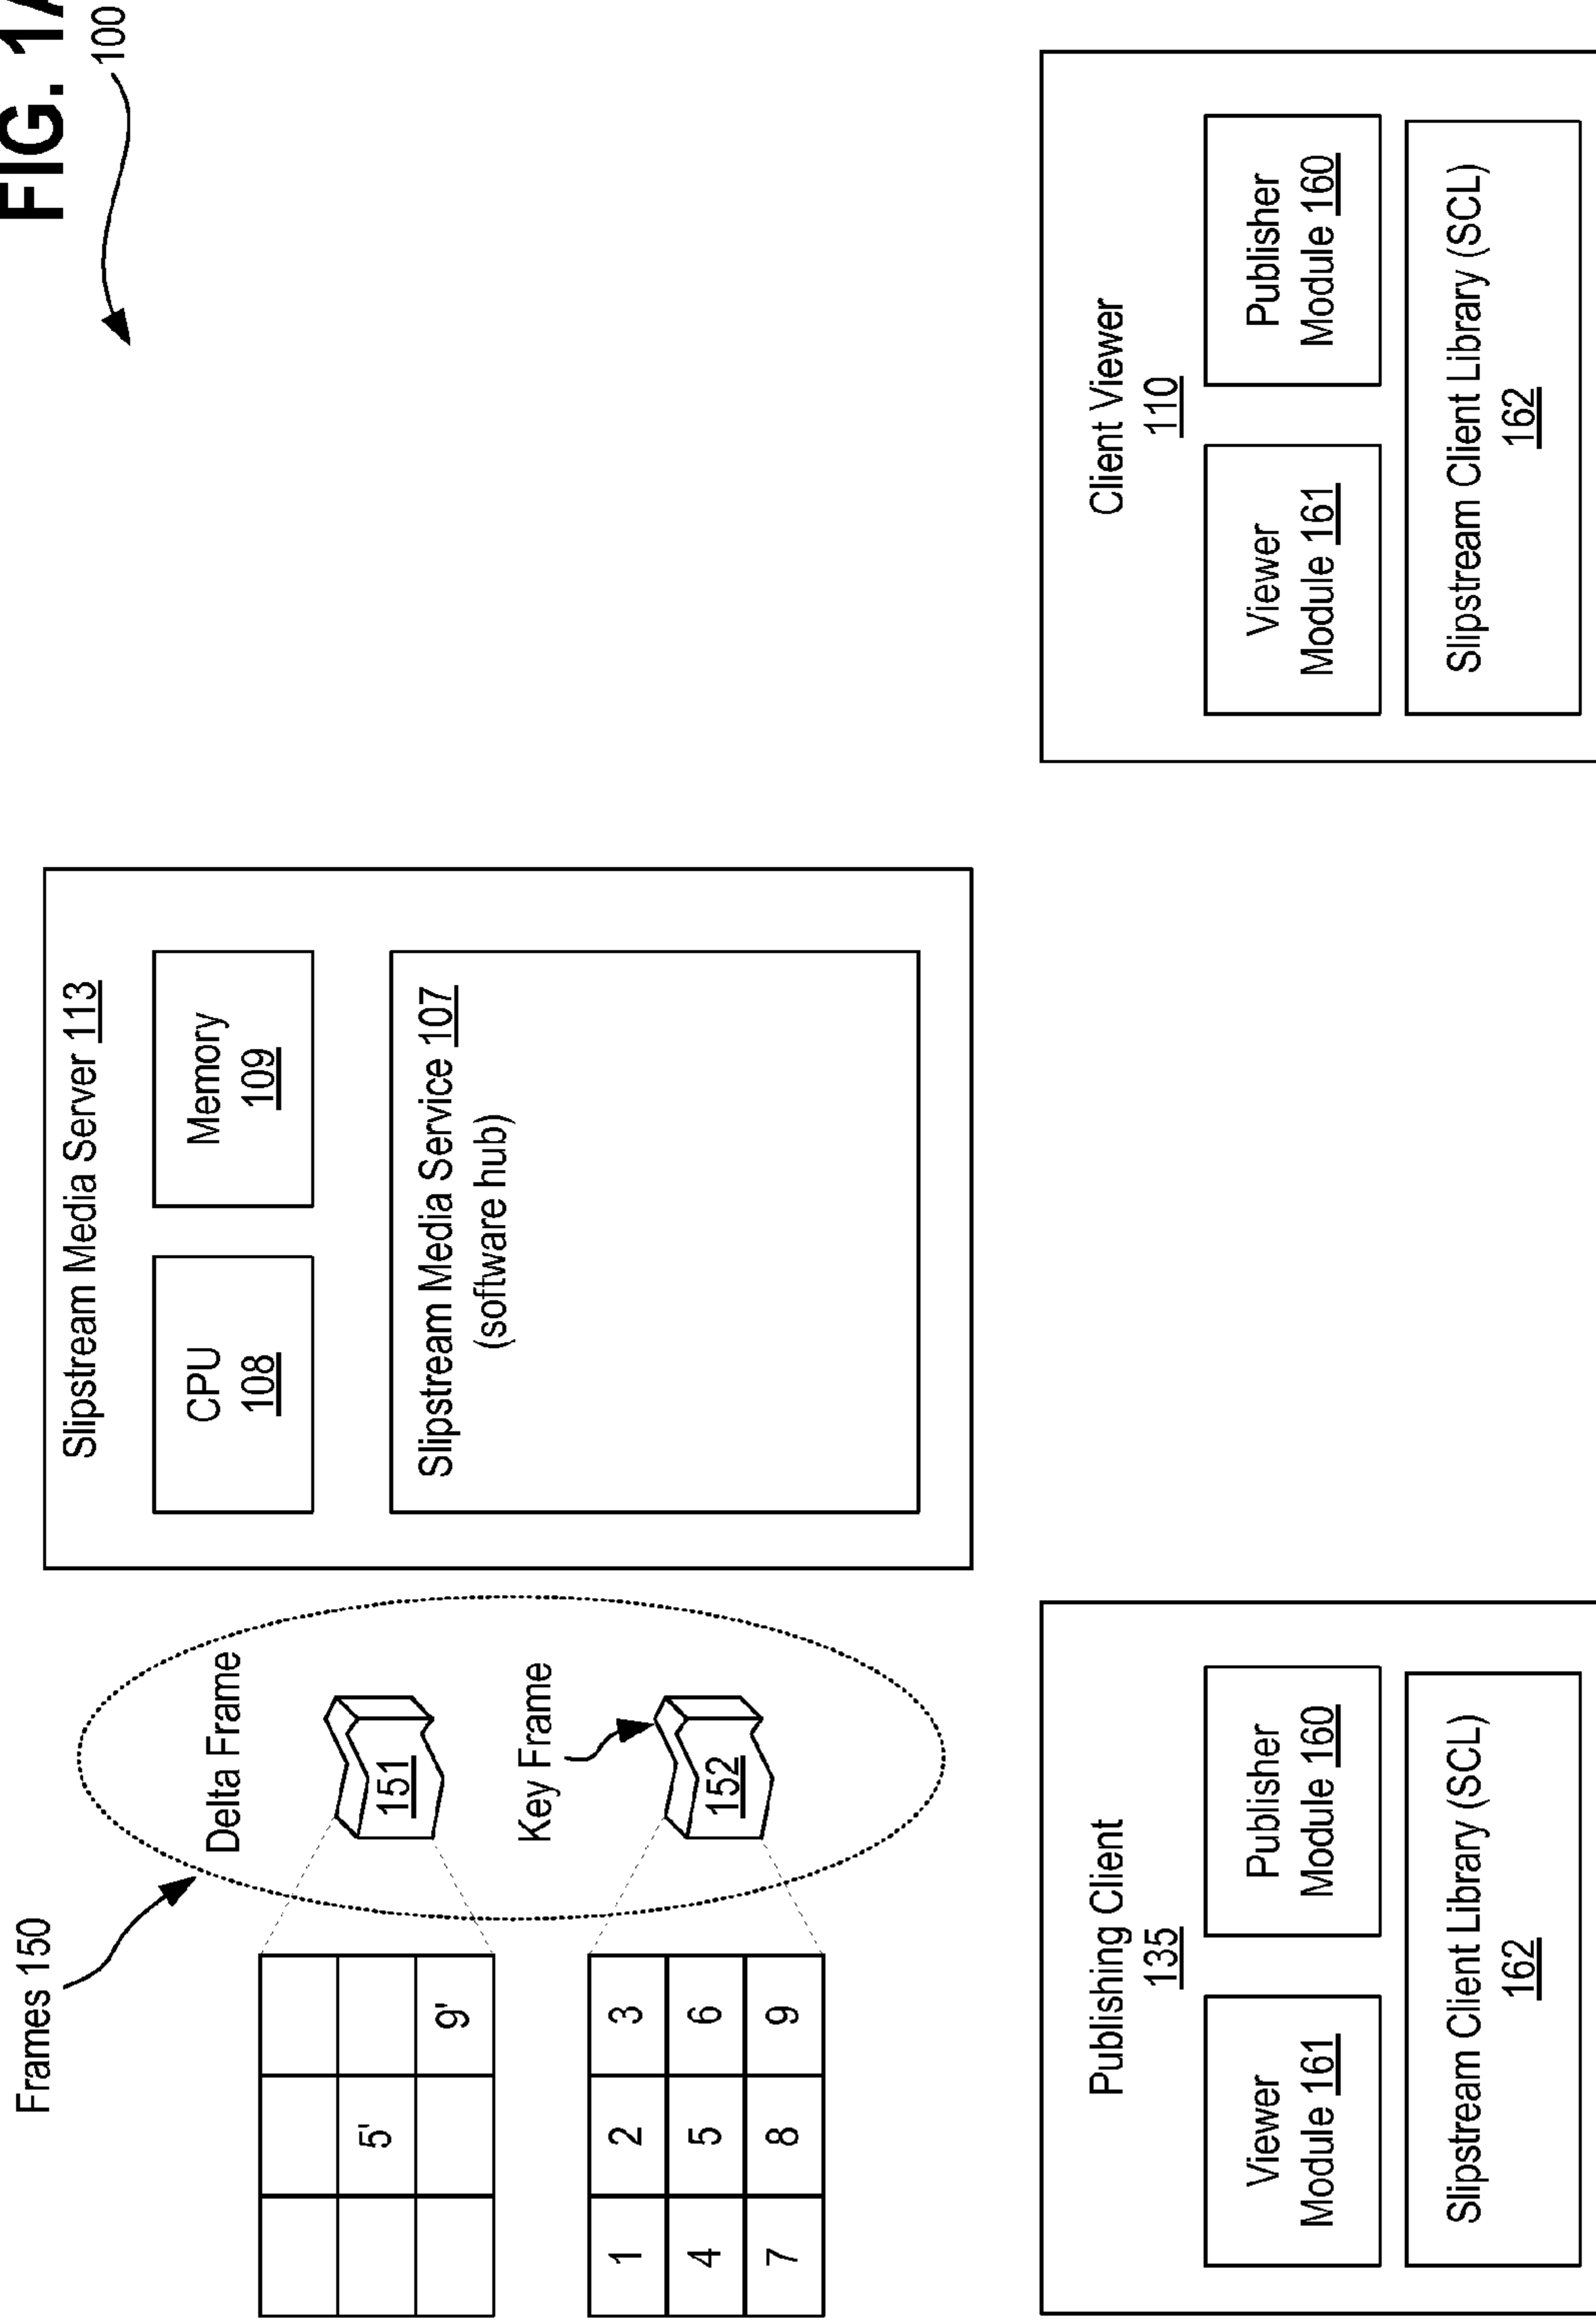 FIG. 1A
100
Frames 150
Delta Frame
151
5'
9'
Key Frame
152
1 2 3
4 5 6
7 8 9
Slipstream Media Server 113
CPU
108
Memory
109
Slipstream Media Service 107
(software hub)
Publishing Client
135
Viewer
Module 161
Publisher
Module 160
Slipstream Client Library (SCL)
162
Client Viewer
110
Viewer
Module 161
Publisher
Module 160
Slipstream Client Library (SCL)
162